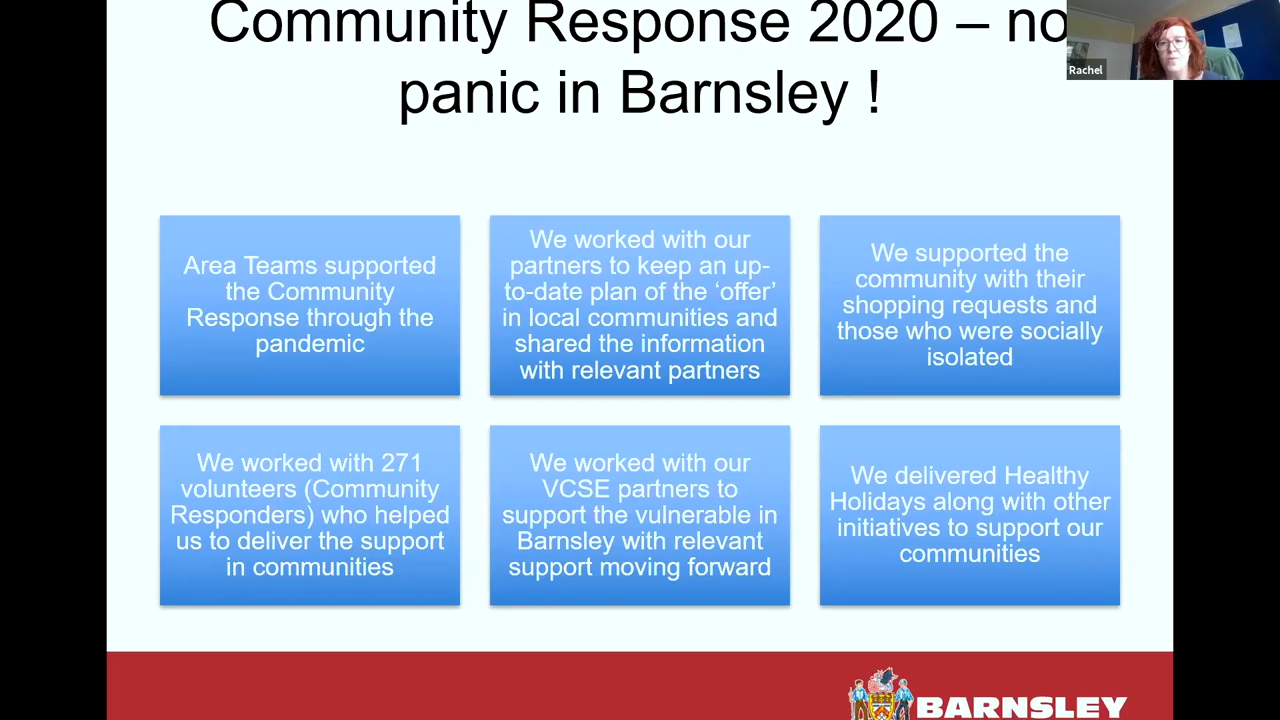 Community Response 2020 – no
panic in Barnsley !
Rachel
Area Teams supported
the Community
Response through the
pandemic
We worked with our
partners to keep an up-
to-date plan of the ‘offer’
in local communities and
shared the information
with relevant partners
We supported the
community with their
shopping requests and
those who were socially
isolated
We worked with 271
volunteers (Community
Responders) who helped
us to deliver the support
in communities
We worked with our
VCSE partners to
support the vulnerable in
Barnsley with relevant
support moving forward
We delivered Healthy
Holidays along with other
initiatives to support our
communities
BARNSLEY